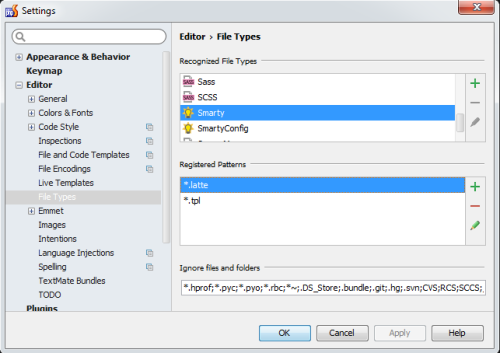 Settings
Appearance & Behavior
Keymap
Editor
General
Colors & Fonts
Code Style
Inspections
File and Code Templates
File Encodings
Live Templates
File Types
Emmet
Images
Intentions
Language Injections
Spelling
TextMate Bundles
TODO
Plugins
Editor › File Types
Recognized File Types
SASS Sass
SASS SCSS
Smarty
SmartyConfig
Registered Patterns
*.latte
*.tpl
Ignore files and folders
*.hprof;*.pyc;*.pyo;*.rbc;*~;.DS_Store;.bundle;.git;.hg;.svn;CVS;RCS;SCCS;
OK
Cancel
Apply
Help